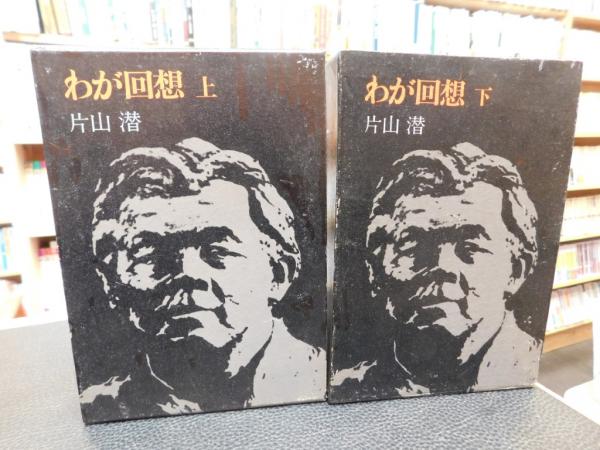 わが回想 上
片山 潜
わが回想 下
片山 潜